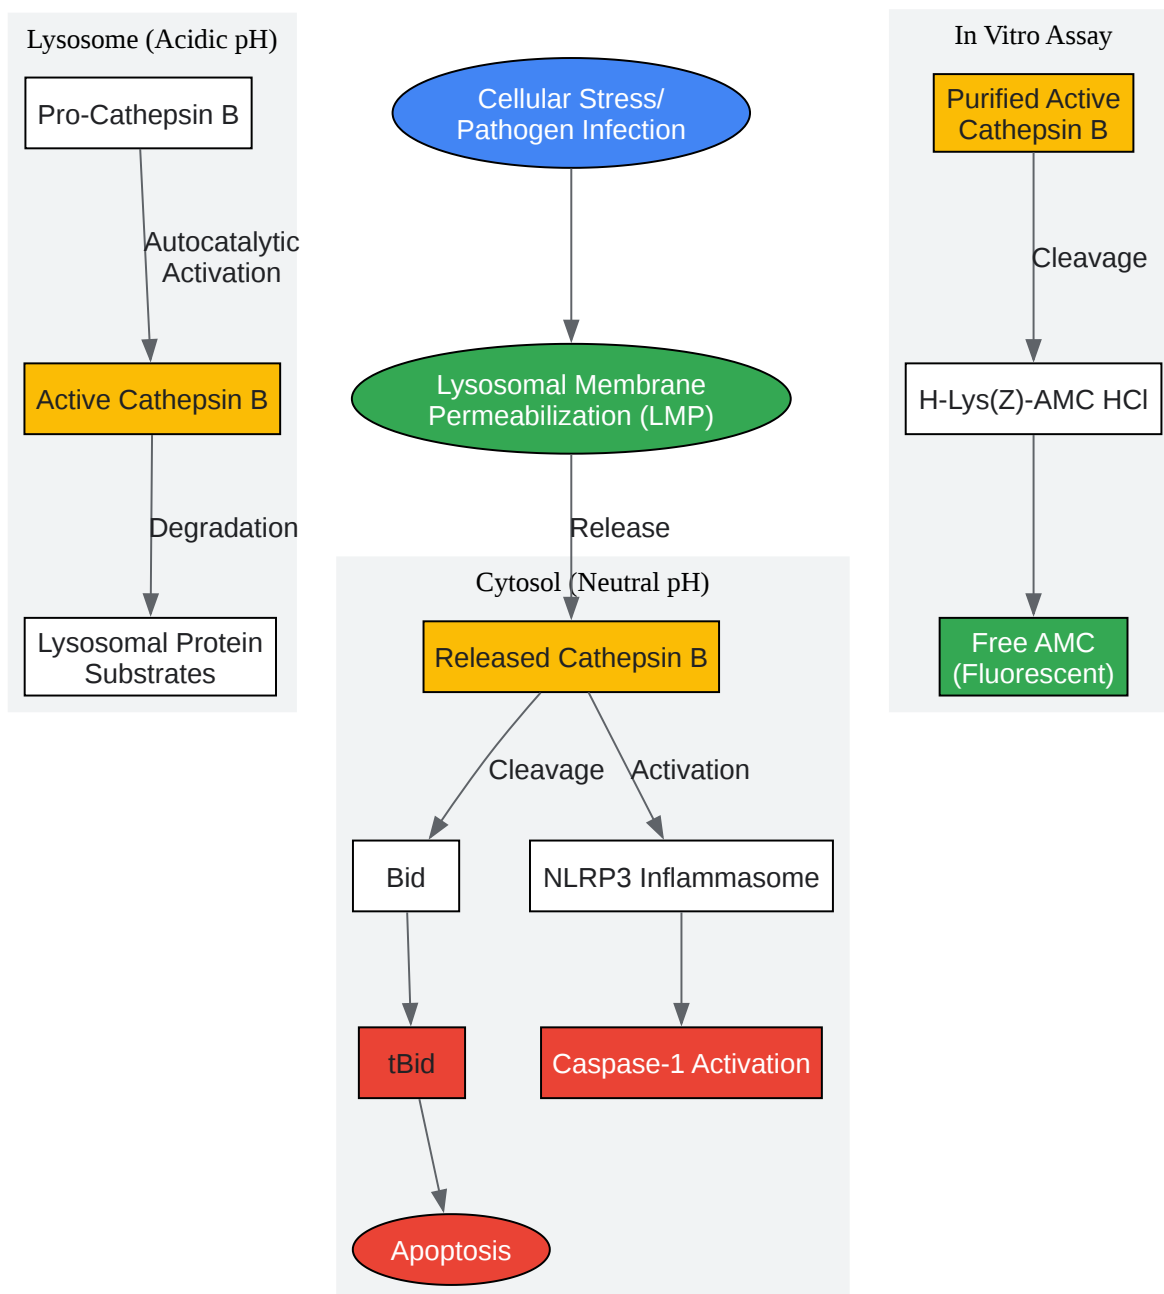 Lysosome (Acidic pH)
Pro-Cathepsin B
Autocatalytic
Activation
Active Cathepsin B
Degradation
Lysosomal Protein
Substrates
Cellular Stress/
Pathogen Infection
Lysosomal Membrane
Permeabilization (LMP)
Release
Cytosol (Neutral pH)
Released Cathepsin B
Cleavage
Activation
Bid
NLRP3 Inflammasome
tBid
Caspase-1 Activation
Apoptosis
In Vitro Assay
Purified Active
Cathepsin B
Cleavage
H-Lys(Z)-AMC HCl
Free AMC
(Fluorescent)